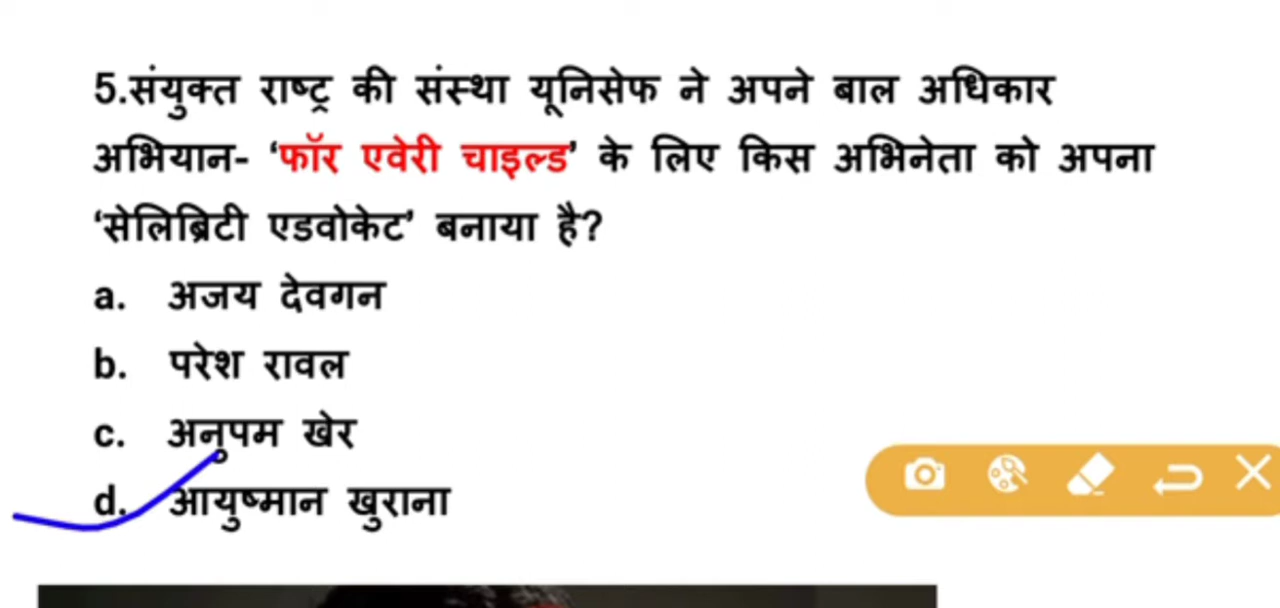 5.संयुक्त राष्ट्र की संस्था यूनिसेफ ने अपने बाल अधिकार
अभियान- ‘फॉर एवेरी चाइल्ड’ के लिए किस अभिनेता को अपना
‘सेलिब्रिटी एडवोकेट’ बनाया है?
a. अजय देवगन
b. परेश रावल
c. अनुपम खेर
d. आयुष्मान खुराना